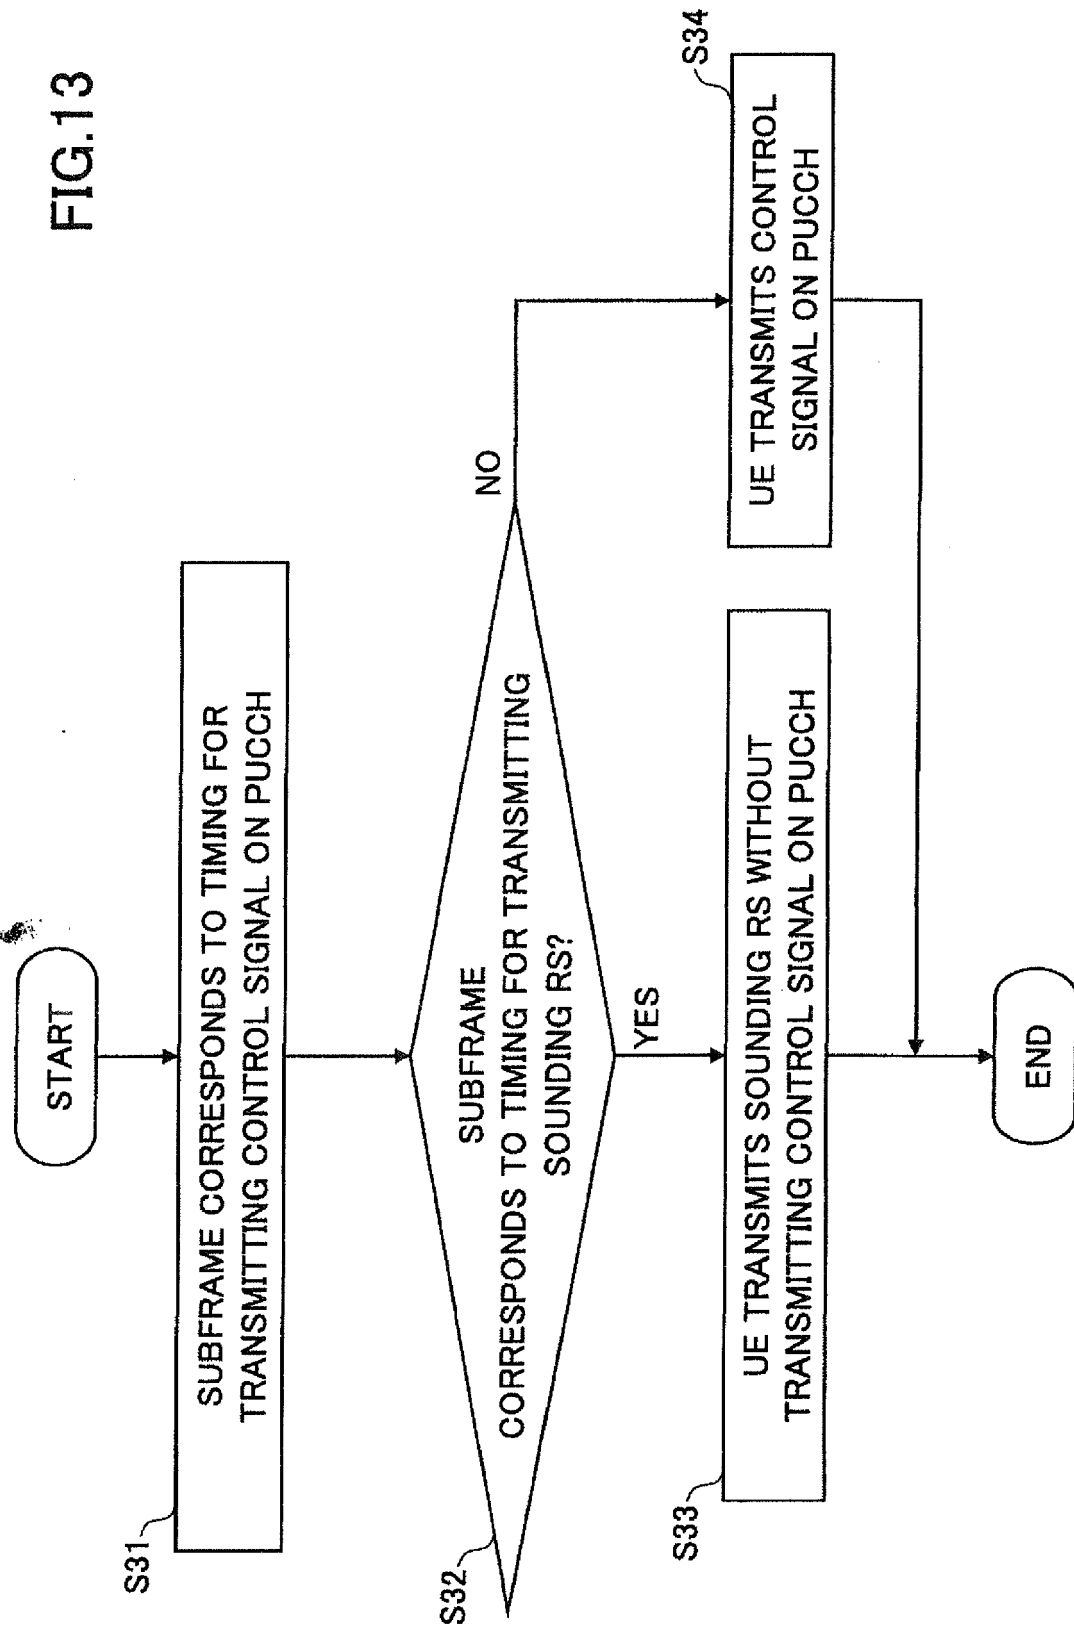 FIG.13
START
S31
SUBFRAME CORRESPONDS TO TIMING FOR
TRANSMITTING CONTROL SIGNAL ON PUCCH
S32
SUBFRAME
CORRESPONDS TO TIMING FOR TRANSMITTING
SOUNDING RS?
NO
YES
S33
UE TRANSMITS SOUNDING RS WITHOUT
TRANSMITTING CONTROL SIGNAL ON PUCCH
S34
UE TRANSMITS CONTROL
SIGNAL ON PUCCH
END